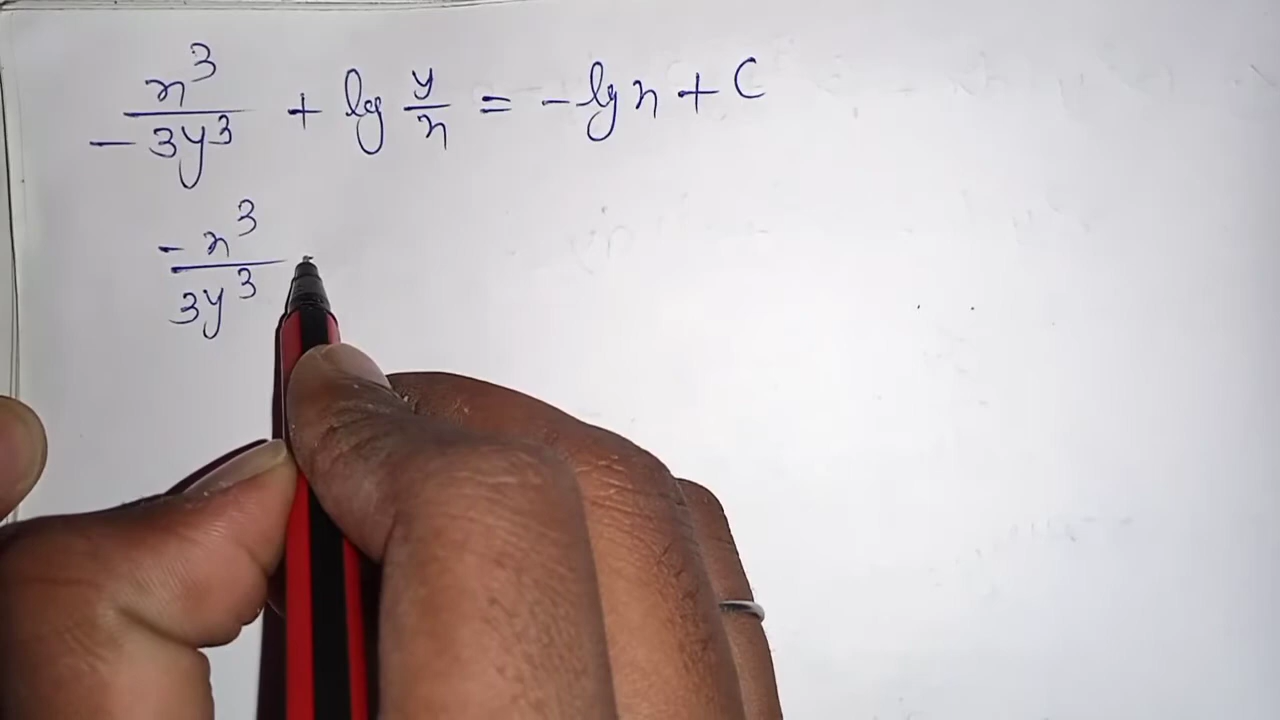 x³/-3y³ + log y/x = -log x + C
-x³/3y³